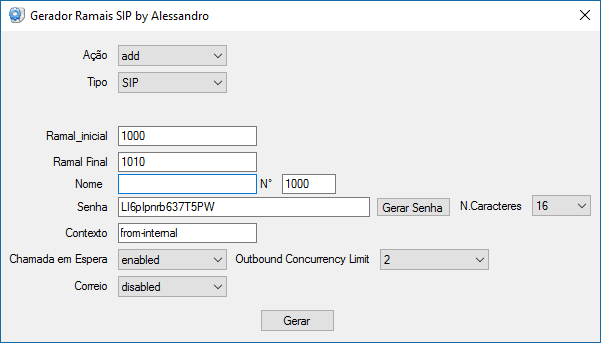 Gerador Ramais SIP by Alessandro
Ação add
Tipo SIP
Ramal_inicial 1000
Ramal Final 1010
Nome N° 1000
Senha LI6pIpnrb637T5PW Gerar Senha N.Caracteres 16
Contexto from-internal
Chamada em Espera enabled Outbound Concurrency Limit 2
Correio disabled
Gerar